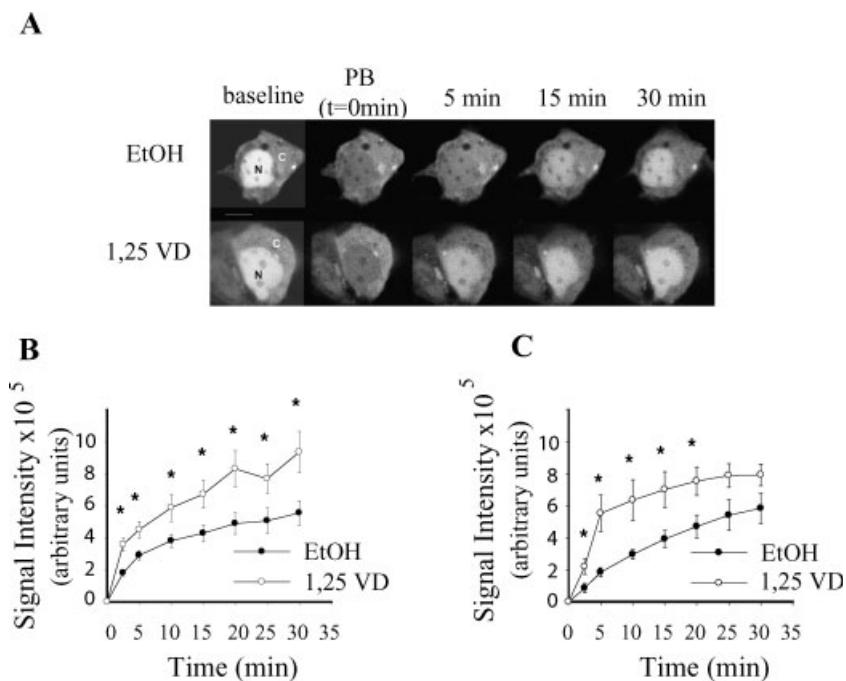 A
baseline
PB
(t=0min)
5 min
15 min
30 min
EtOH
C
N
1,25 VD
C
N
B
Signal Intensity x10 5
(arbitrary units)
10
8
6
4
2
0
* * * * * * *
EtOH
1,25 VD
0 5 10 15 20 25 30 35
Time (min)
C
Signal Intensity x10 5
(arbitrary units)
10
8
6
4
2
0
* * * * *
EtOH
1,25 VD
0 5 10 15 20 25 30 35
Time (min)